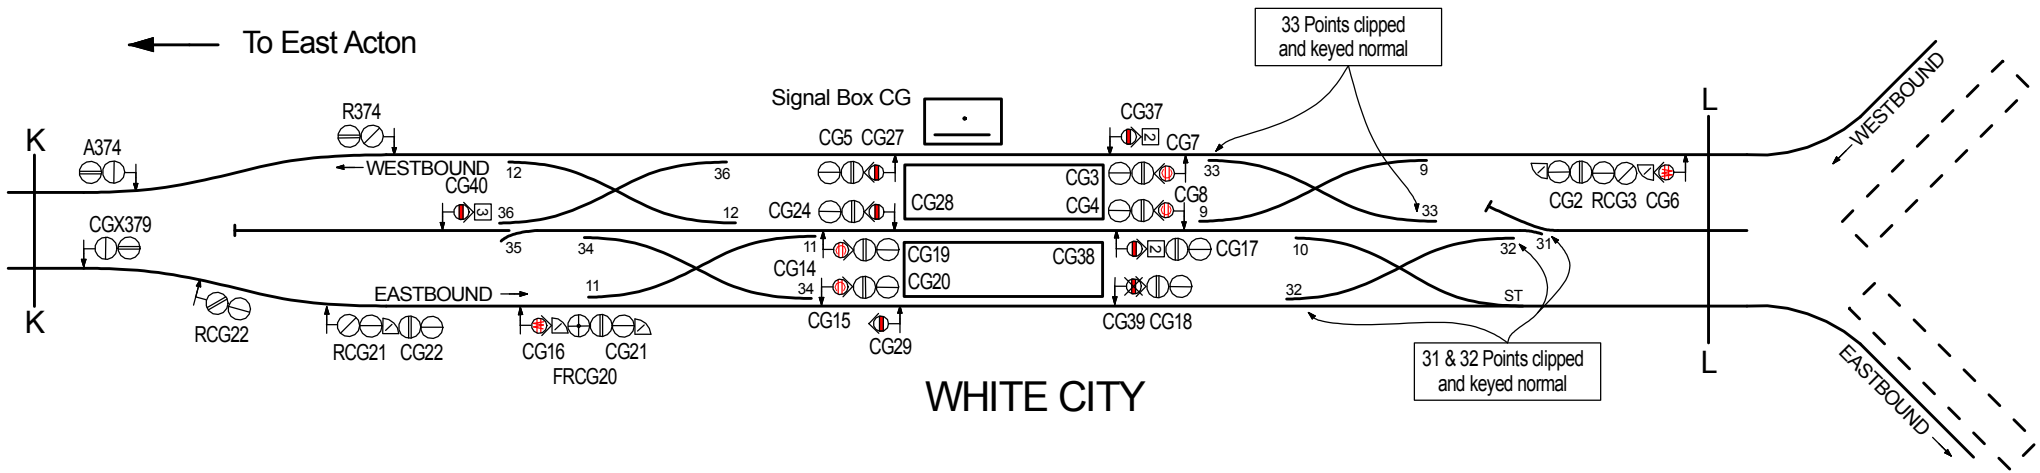 33 Points clipped
and keyed normal
To East Acton
Signal Box CG
R374
CG37
2
L
WESTBOUND
K
A374
CG5 CG27
CG7
WESTBOUND
12
36
CG3
33
9
CG40
CG8
CG2 RCG3 CG6
3
36
12
CG24
CG28
CG4
9
33
CGX379
35
34
11
CG19
CG38
2
CG17
10
32
31
CG14
CG20
EASTBOUND
11
34
32
ST
K
RCG22
RCG21 CG22
CG16 CG21
FRCG20
CG15
CG29
CG39 CG18
31 & 32 Points clipped
and keyed normal
L
EASTBOUND
WHITE CITY